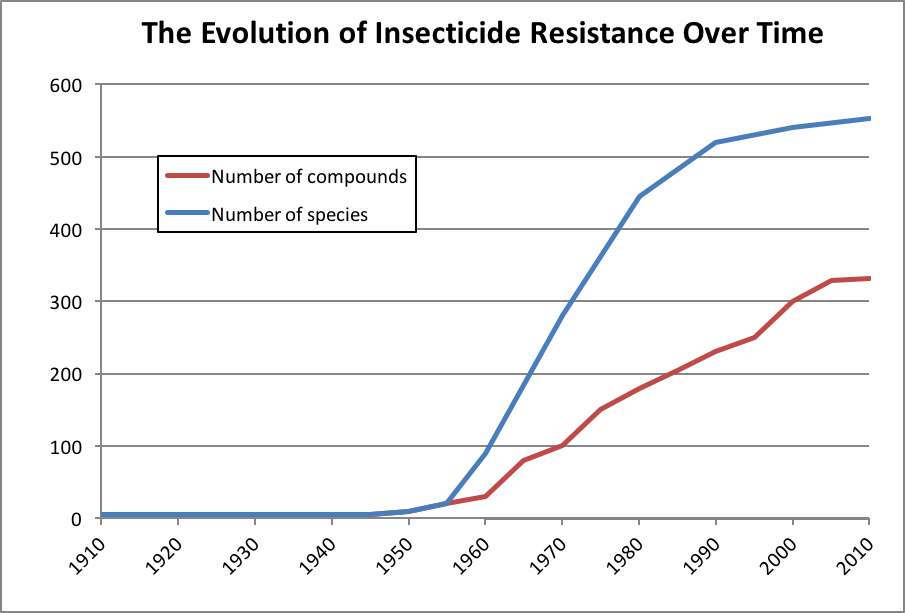 The Evolution of Insecticide Resistance Over Time
600
500
Number of compounds
Number of species
400
300
200
100
0
1910 1920 1930 1940 1950 1960 1970 1980 1990 2000 2010